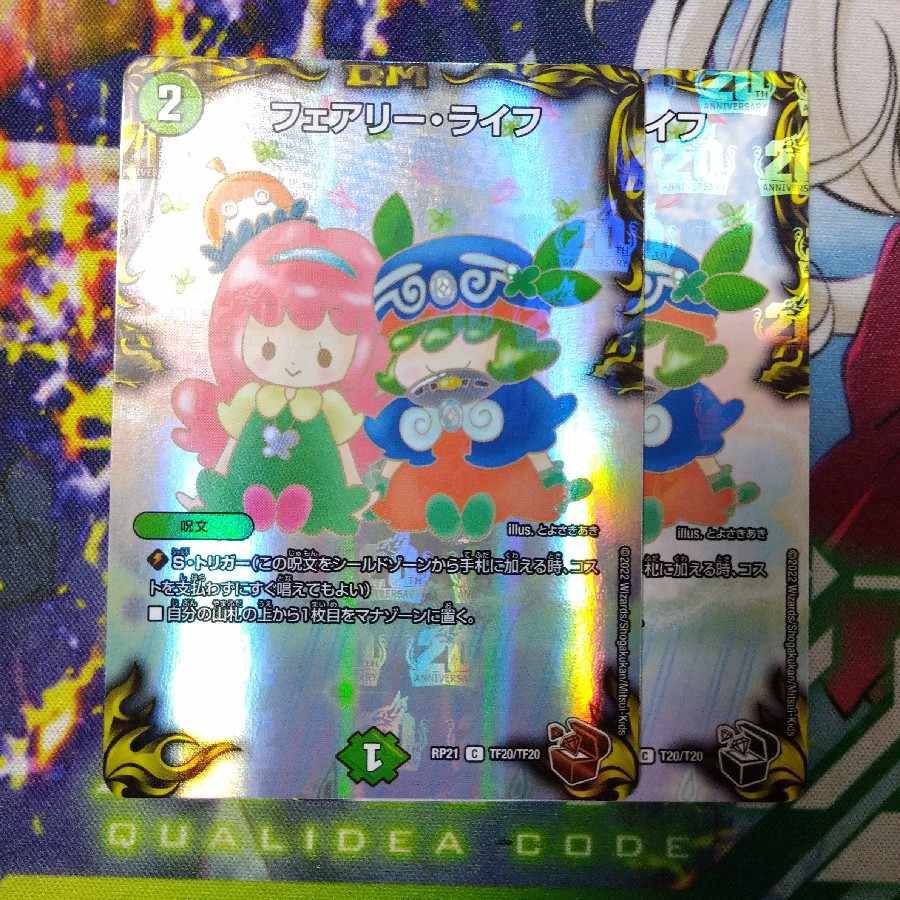 DM
2
フェアリー・ライフ
呪文
illus. とよさきあき
S・トリガー(この呪文をシールドゾーンから手札に加える時、コス
トを支払わずにすぐ唱えてもよい)
■ 自分の山札の上から1枚目をマナゾーンに置く。
1
RP21 C TF20/TF20
©2022 Wizards/Shogakukan/Mitsui-Kids
20TH
ANNIVERSARY
イフ
illus. とよさきあき
札に加える時、コス
C T20/T20
©2022 Wizards/Shogakukan/Mitsui-Kids
QUALIDEA CODE